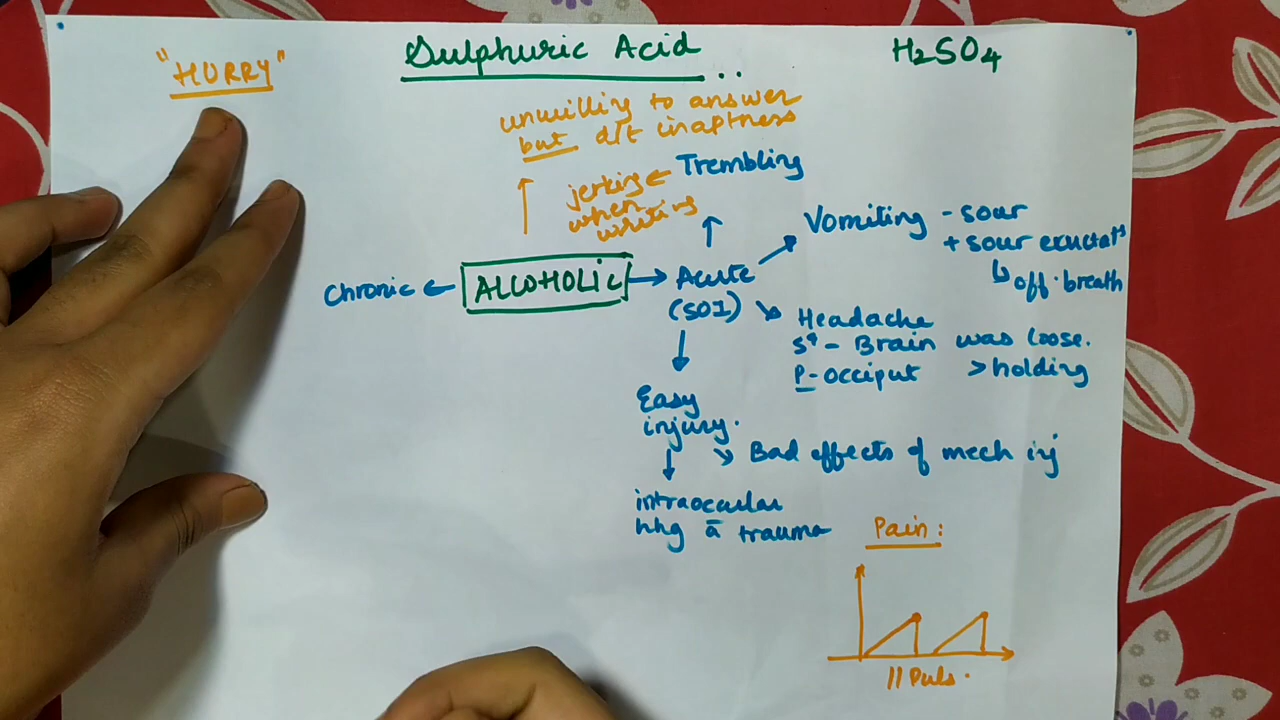 "HURRY"
Sulphuric Acid
H2SO4
unwilling to answer
but d/t inaptness
Trembling
jerking
when
writing
Vomiting - sour
+ sour eructats
↳ off. breath
Chronic ← ALCOHOLIC → Acute
(SOI)
Headache
Brain was loose.
P - occiput > holding
Easy
injury.
Bad effects of mech inj
intraocular
hhg ā trauma
Pain:
11 Puls.